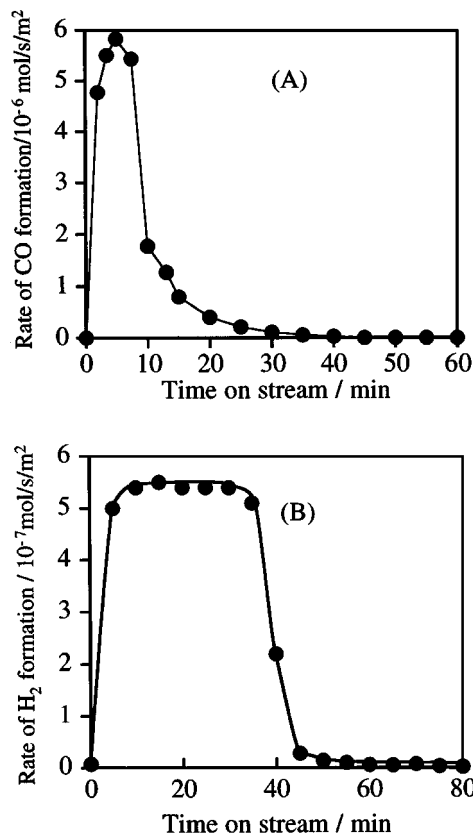 Rate of CO formation/10⁻⁶ mol/s/m²
6
5
4
3
2
1
0
(A)
0 10 20 30 40 50 60
Time on stream / min
Rate of H₂ formation / 10⁻⁷mol/s/m²
6
5
4
3
2
1
0
(B)
0 20 40 60 80
Time on stream / min